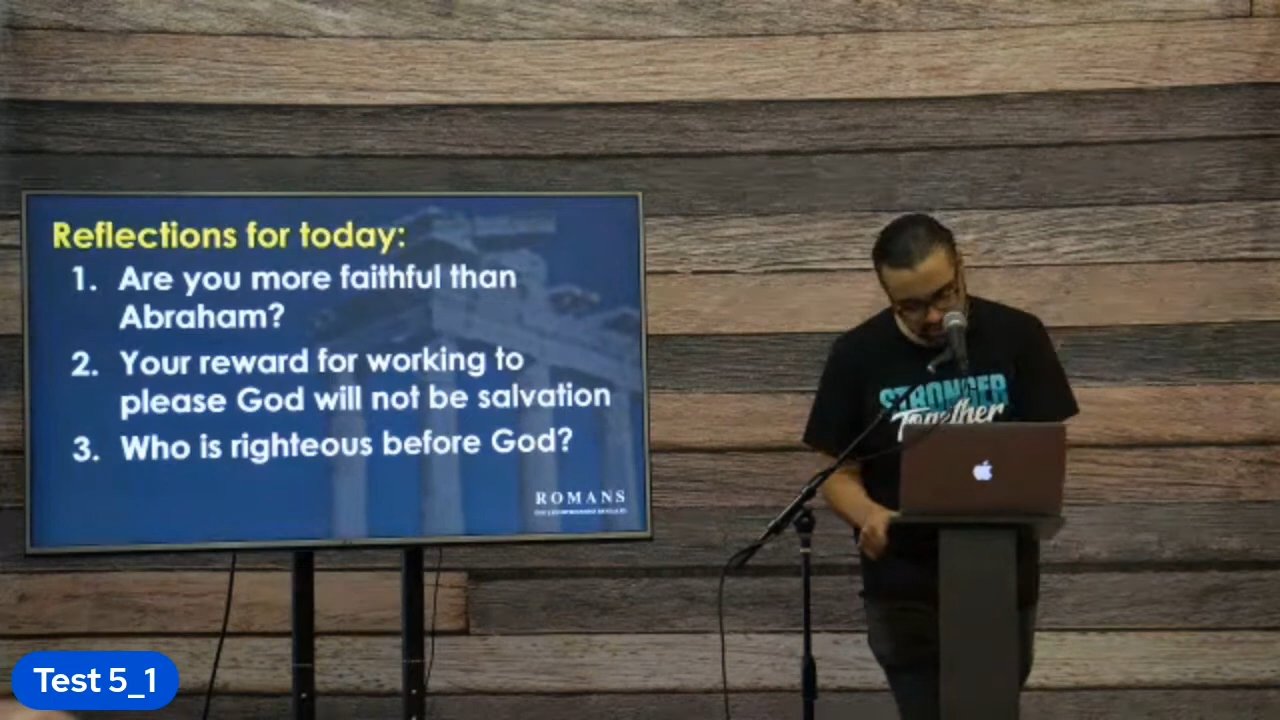 Reflections for today:
1. Are you more faithful than
Abraham?
2. Your reward for working to
please God will not be salvation
3. Who is righteous before God?
ROMANS
STRONGER
Together
Test 5_1